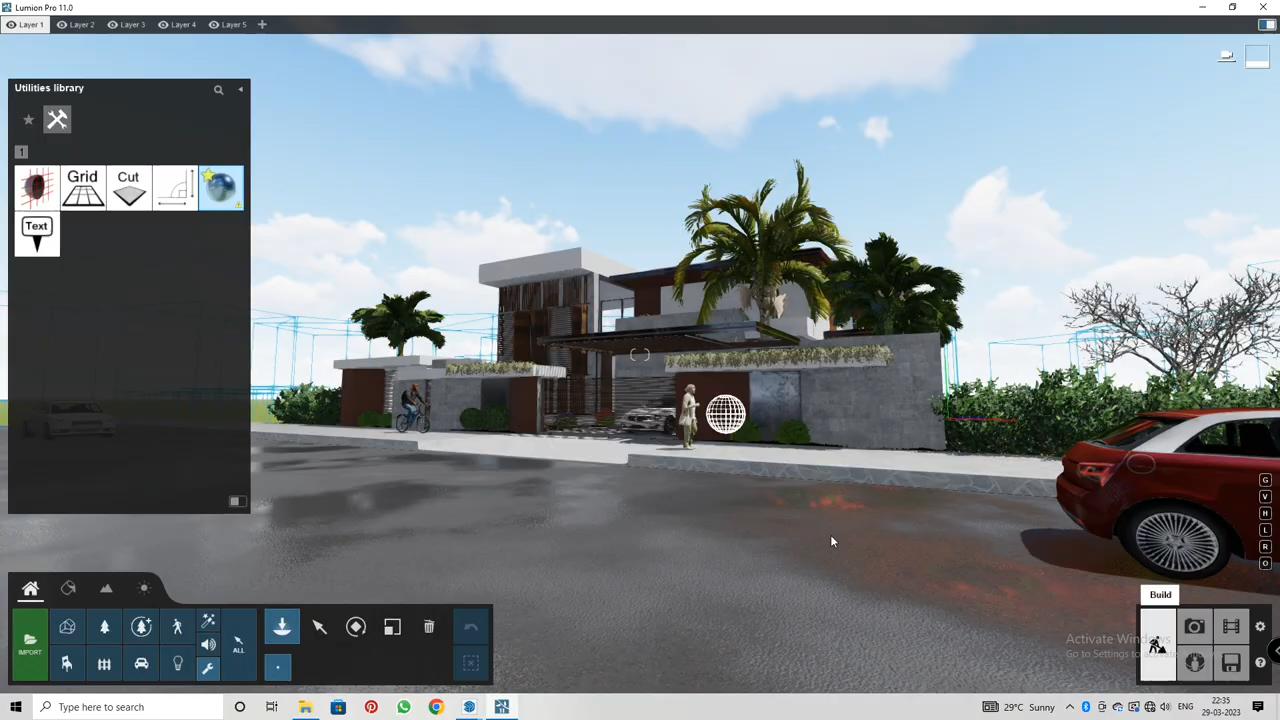 Lumion Pro 11.0
Layer 1
Layer 2
Layer 3
Layer 4
Layer 5
Utilities library
1
Grid
Cut
Text
G
V
H
L
R
O
Build
IMPORT
ALL
Activate Windows
Go to Settings to activate
Type here to search
29°C Sunny
ENG
22:35
29-03-2023